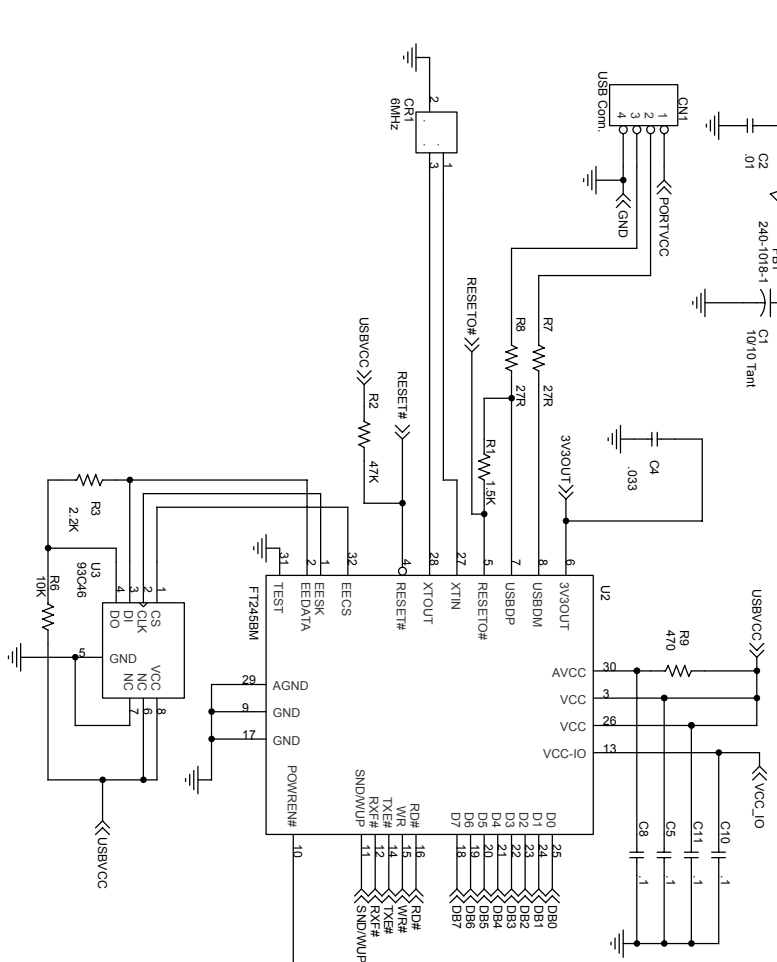 CN1
USB Conn.
1
2
3
4
PORTVCC
GND
C2
.01
FB1
240-1018-1
C1
10/10 Tant
CR1
6MHz
2
1
3
RESETO#
R8
27R
R7
27R
R1
1.5K
USBVCC
R2
47K
RESET#
3V3OUT
C4
.033
R3
2.2K
R6
10K
U3
93C46
1
2
3
4
CS
CLK
DI
DO
5
GND
VCC
NC
NC
8
6
7
USBVCC
U2
FT245BM
31
TEST
2
EEDATA
1
EESK
32
EECS
4
RESET#
28
XTOUT
27
XTIN
5
RESETO#
7
USBDP
8
USBDM
6
3V3OUT
AVCC
30
VCC
3
VCC
26
VCC-IO
13
29
AGND
9
GND
17
GND
USBVCC
R9
470
VCC_IO
C8
.1
C5
.1
C11
.1
C10
.1
POWREN#
10
SND/WUP
11
SND/WUP
RXF#
12
RXF#
TXE#
14
TXE#
WR
15
WR#
RD#
16
RD#
D7
18
DB7
D6
19
DB6
D5
20
DB5
D4
21
DB4
D3
22
DB3
D2
23
DB2
D1
24
DB1
D0
25
DB0